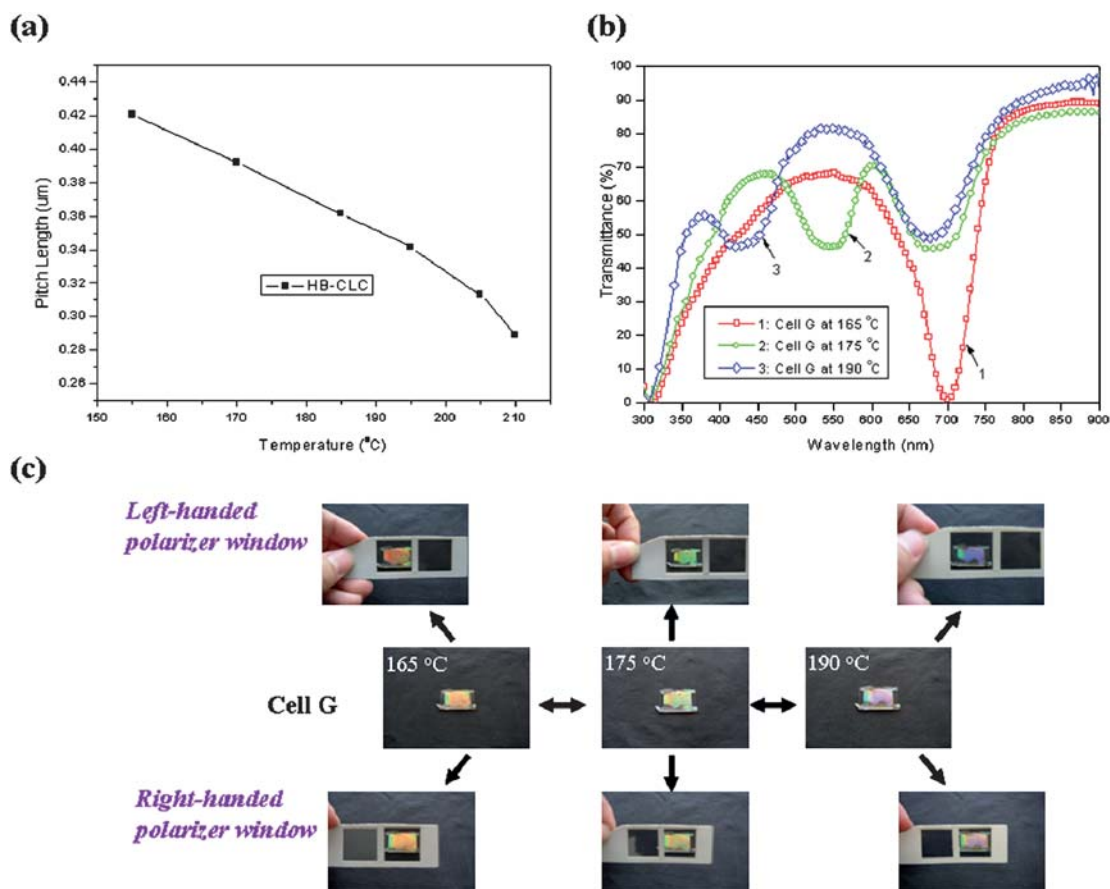 (a)
0.44
0.42
0.40
0.38
0.36
0.34
0.32
0.30
0.28
0.26
Pitch Length (um)
HB-CLC
150 160 170 180 190 200 210
Temperature (°C)
(b)
100
90
80
70
60
50
40
30
20
10
0
Transmittance (%)
3
2
1
1: Cell G at 165 °C
2: Cell G at 175 °C
3: Cell G at 190 °C
300 350 400 450 500 550 600 650 700 750 800 850 900
Wavelength (nm)
(c)
Left-handed
polarizer window
165 °C
175 °C
190 °C
Cell G
Right-handed
polarizer window